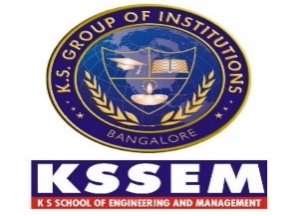 K.S. GROUP OF INSTITUTIONS
BANGALORE
KSSEM
K S SCHOOL OF ENGINEERING AND MANAGEMENT